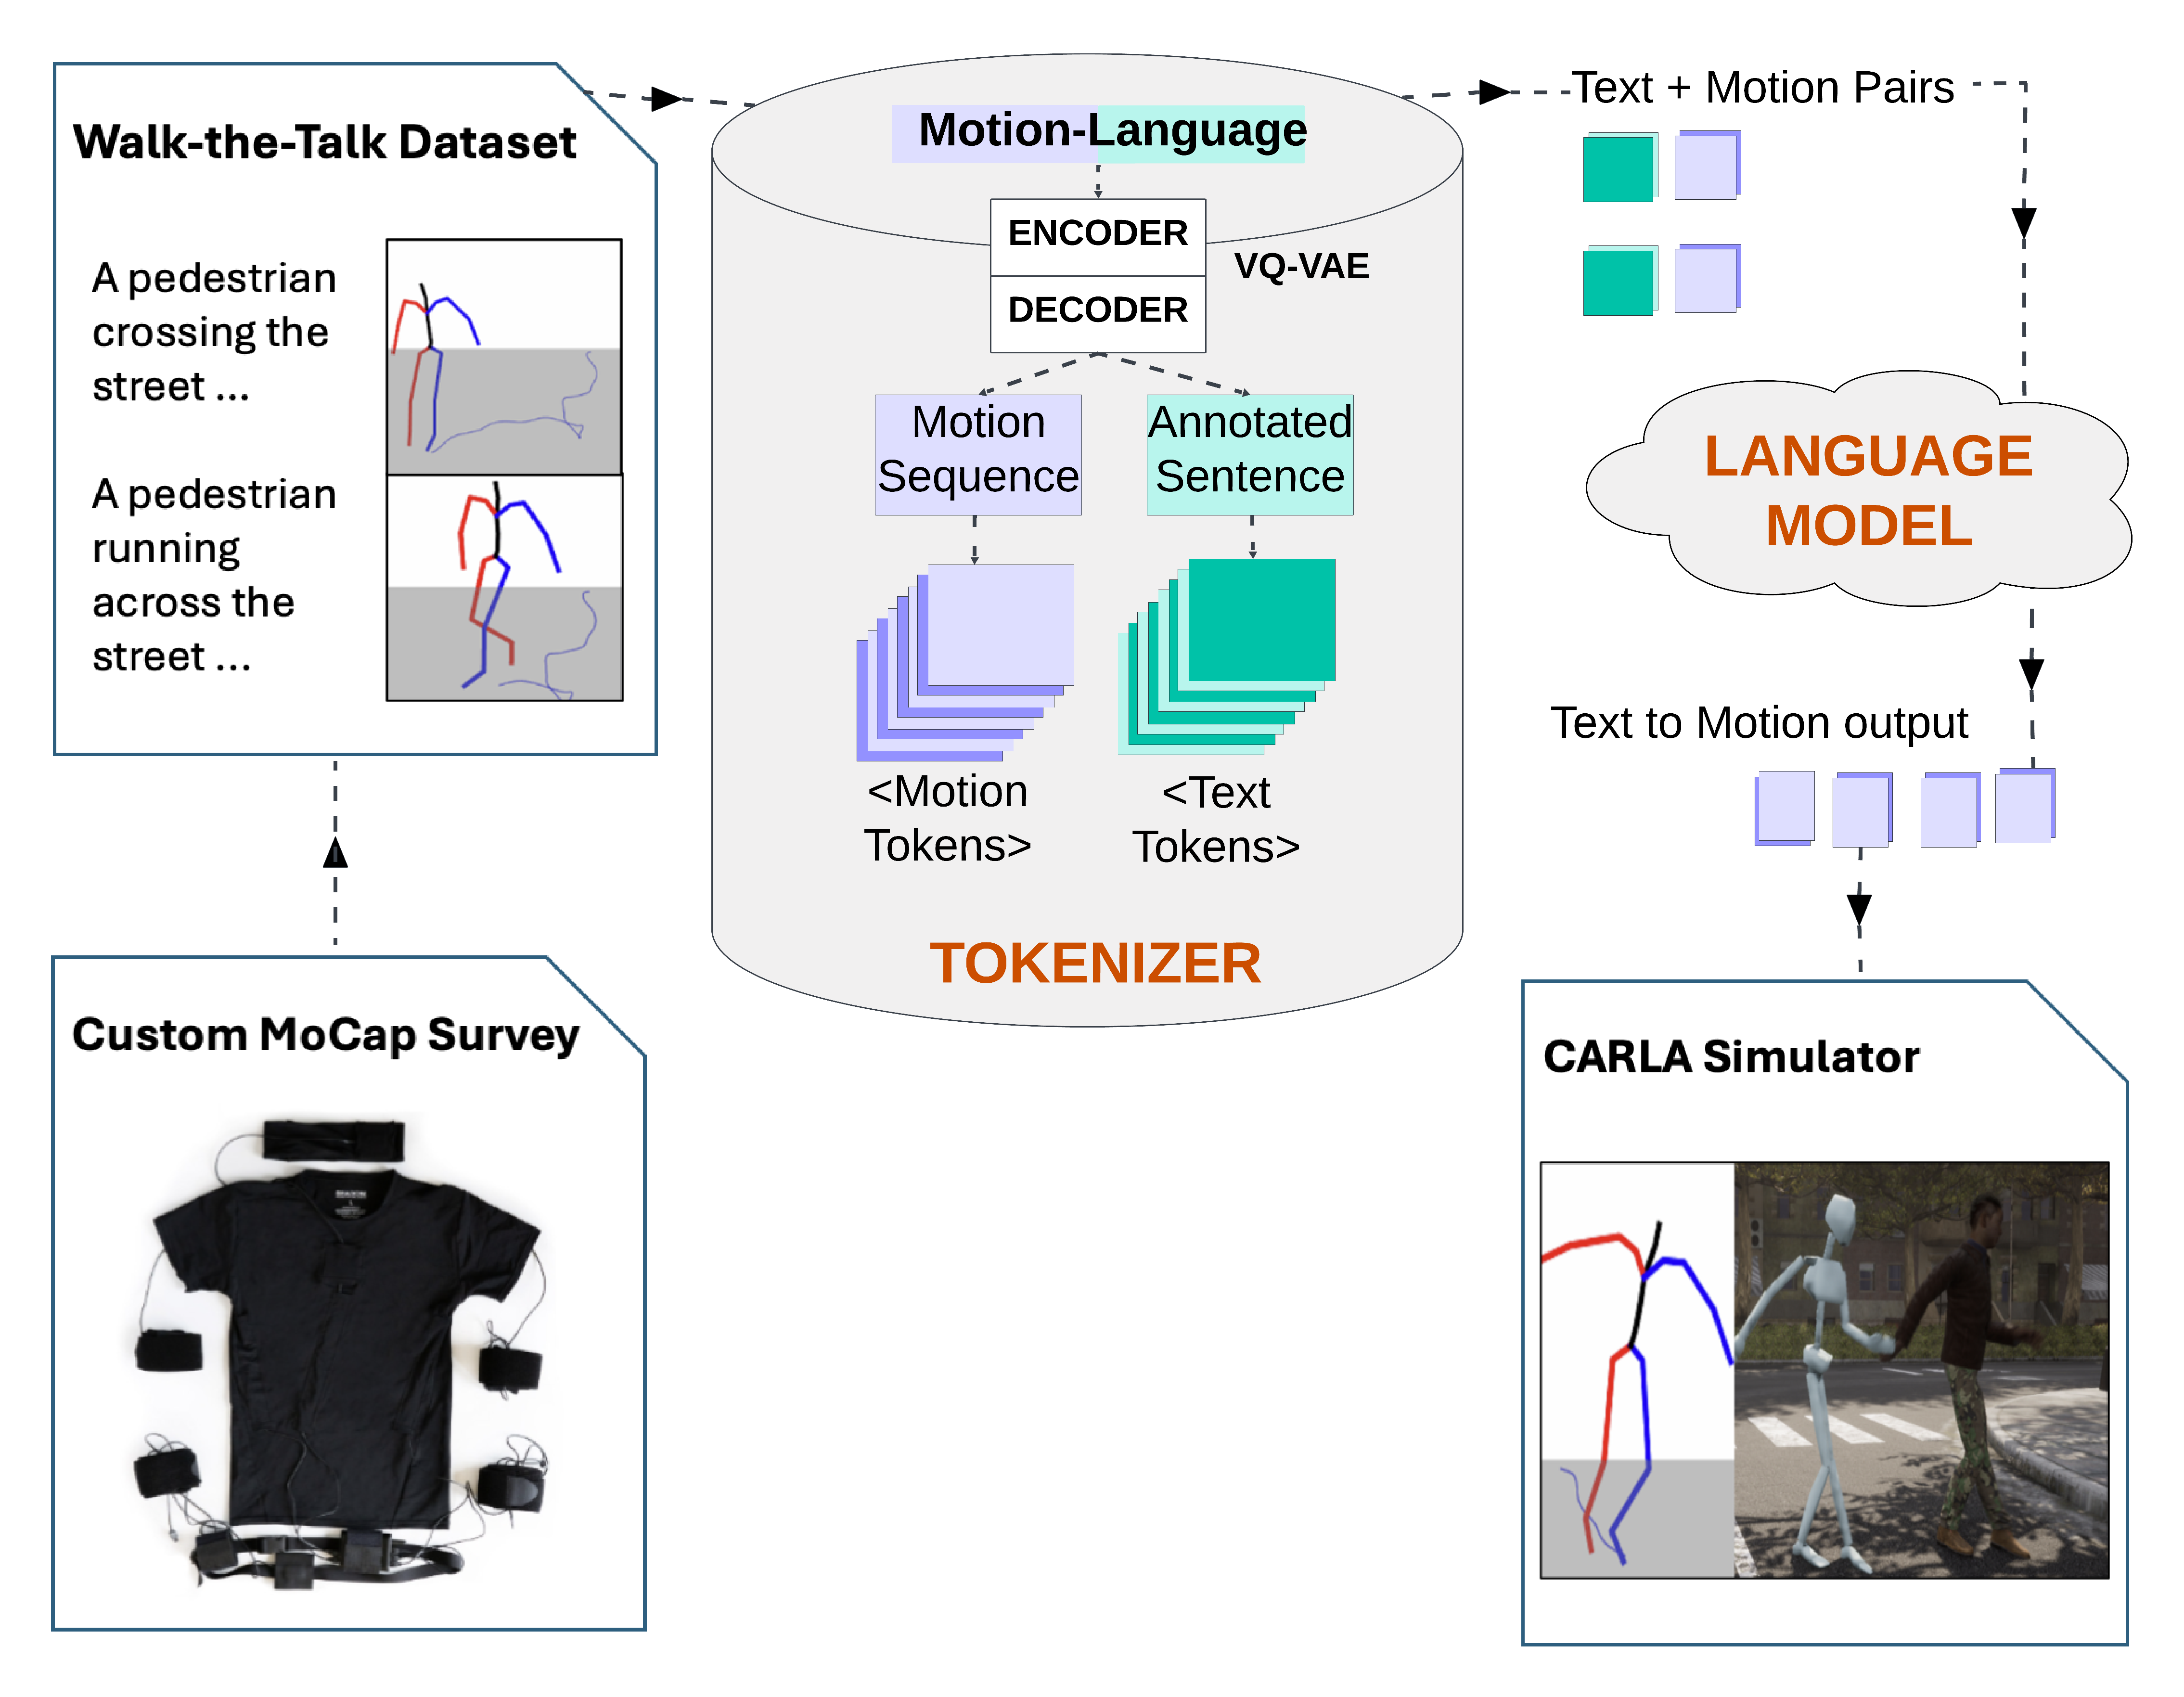 Walk-the-Talk Dataset
A pedestrian
crossing the
street ...
A pedestrian
running
across the
street ...
Custom MoCap Survey
Motion-Language
ENCODER
DECODER
VQ-VAE
Motion
Sequence
Annotated
Sentence
<Motion
Tokens>
<Text
Tokens>
TOKENIZER
Text + Motion Pairs
LANGUAGE
MODEL
Text to Motion output
CARLA Simulator